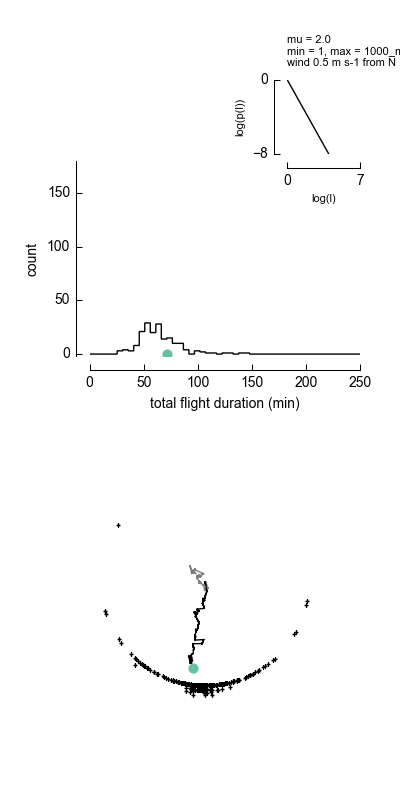 mu = 2.0
min = 1, max = 1000_m
wind 0.5 m s-1 from N
0
log(p(l))
−8
0
7
log(l)
150
100
50
0
count
0
50
100
150
200
250
total flight duration (min)